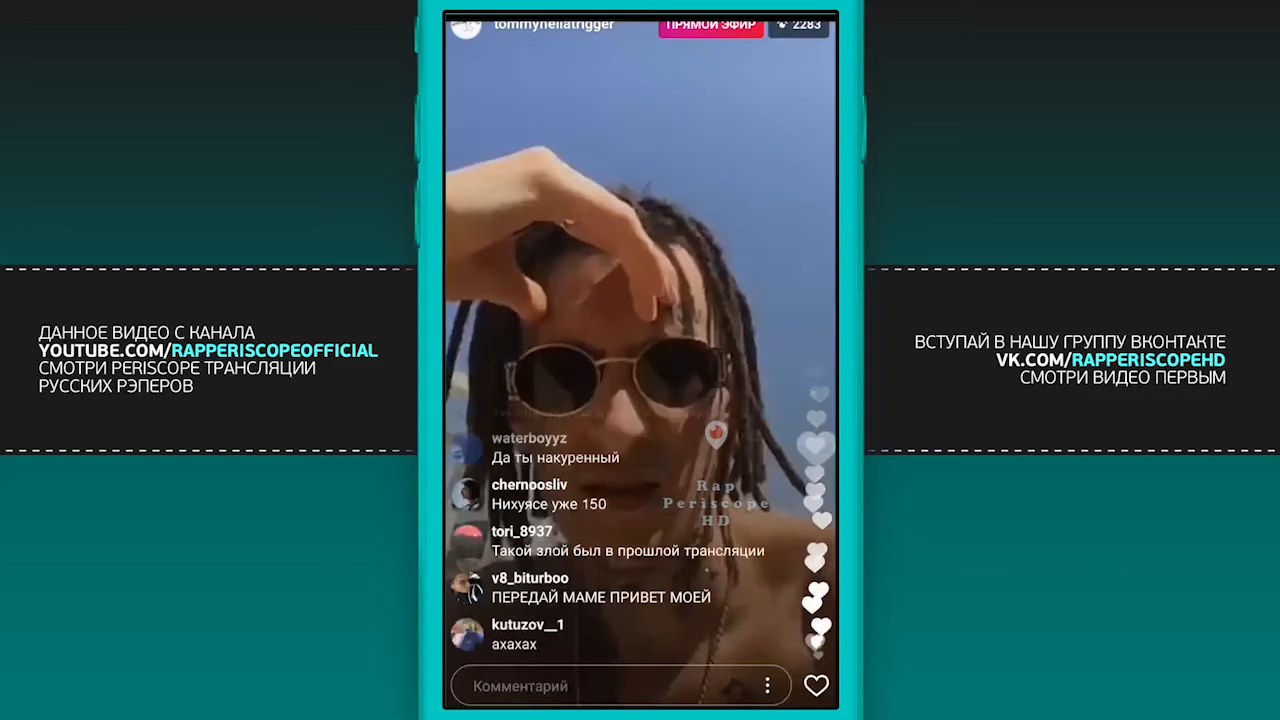 tommyhellatrigger
ПРЯМОЙ ЭФИР
2283
ДАННОЕ ВИДЕО С КАНАЛА
YOUTUBE.COM/RAPPERISCOPEOFFICIAL
СМОТРИ PERISCOPE ТРАНСЛЯЦИИ
РУССКИХ РЭПЕРОВ
ВСТУПАЙ В НАШУ ГРУППУ ВКОНТАКТЕ
VK.COM/RAPPERISCOPEHD
СМОТРИ ВИДЕО ПЕРВЫМ
waterboyyz
Да ты накуренный
chernoosliv
Нихуясе уже 150
tori_8937
Такой злой был в прошлой трансляции
v8_biturboo
ПЕРЕДАЙ МАМЕ ПРИВЕТ МОЕЙ
kutuzov__1
ахахах
Rap
Periscope
HD
Комментарий